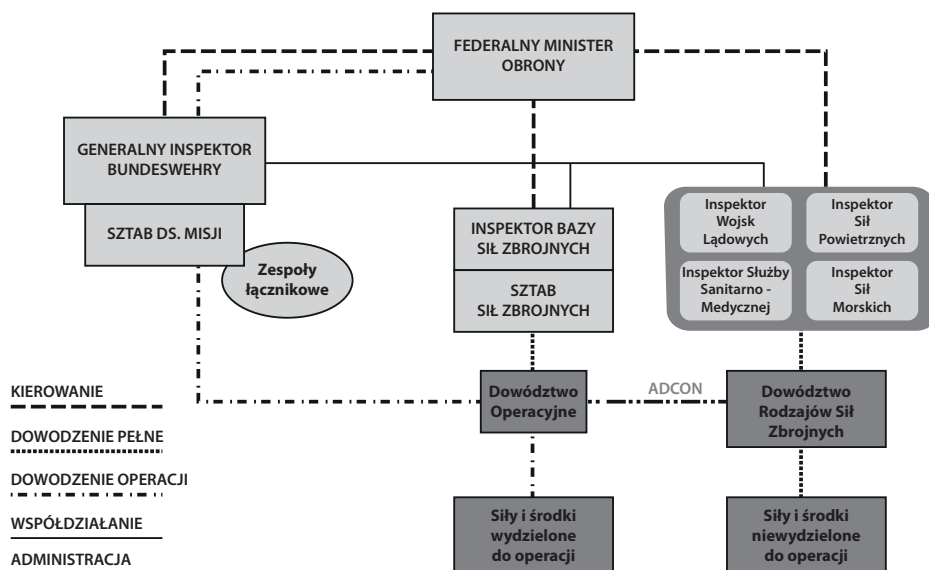 FEDERALNY MINISTER
OBRONY
GENERALNY INSPEKTOR
BUNDESWEHRY
SZTAB DS. MISJI
Zespoły
łącznikowe
INSPEKTOR BAZY
SIŁ ZBROJNYCH
SZTAB
SIŁ ZBROJNYCH
Inspektor
Wojsk
Lądowych
Inspektor
Sił
Powietrznych
Inspektor Służby
Sanitarno -
Medycznej
Inspektor
Sił
Morskich
Dowództwo
Operacyjne
ADCON
Dowództwo
Rodzajów Sił
Zbrojnych
Siły i środki
wydzielone
do operacji
Siły i środki
niewydzielone
do operacji
KIEROWANIE
DOWODZENIE PEŁNE
DOWODZENIE OPERACJI
WSPÓŁDZIAŁANIE
ADMINISTRACJA